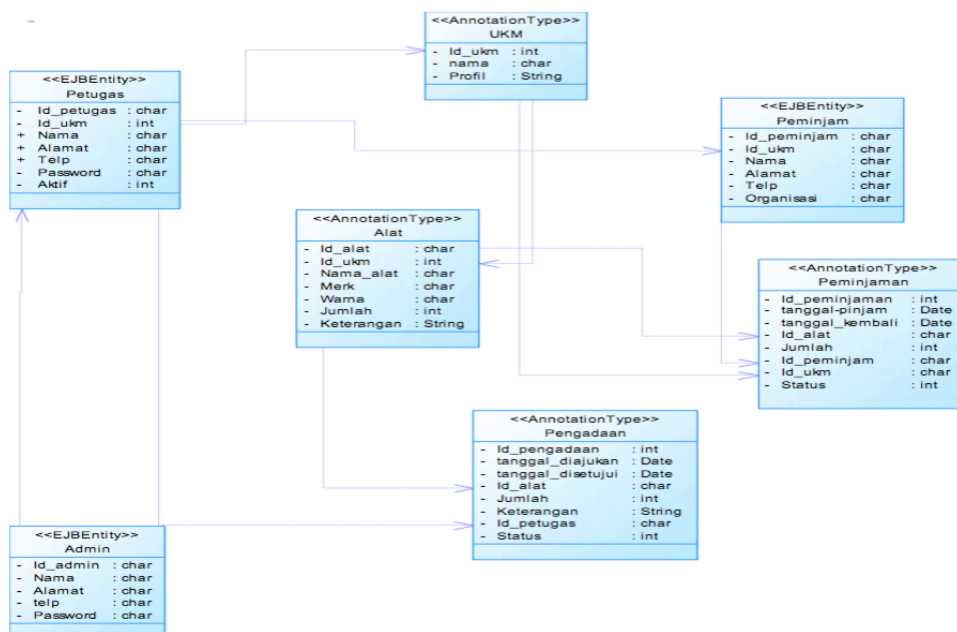 <<AnnotationType>>
UKM
- Id_ukm : int
- nama : char
- Profil : String
<<EJBEntity>>
Petugas
- Id_petugas : char
- Id_ukm : int
+ Nama : char
+ Alamat : char
+ Telp : char
- Password : char
- Aktif : int
<<EJBEntity>>
Peminjam
- Id_peminjam : char
- Id_ukm : char
- Nama : char
- Alamat : char
- Telp : char
- Organisasi : char
<<AnnotationType>>
Alat
- Id_alat : char
- Id_ukm : int
- Nama_alat : char
- Merk : char
- Warna : char
- Jumlah : int
- Keterangan : String
<<AnnotationType>>
Peminjaman
- Id_peminjaman : int
- tanggal-pinjam : Date
- tanggal_kembali : Date
- Id_alat : char
- Jumlah : int
- Id_peminjam : char
- Id_ukm : char
- Status : int
<<AnnotationType>>
Pengadaan
- Id_pengadaan : int
- tanggal_diajukan : Date
- tanggal_disetujui : Date
- Id_alat : char
- Jumlah : int
- Keterangan : String
- Id_petugas : char
- Status : int
<<EJBEntity>>
Admin
- Id_admin : char
- Nama : char
- Alamat : char
- telp : char
- Password : char